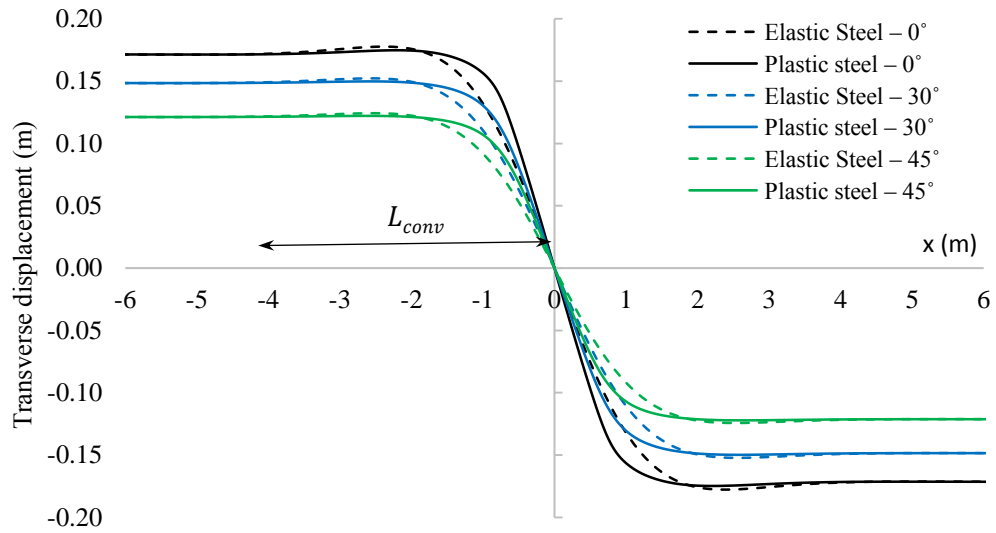 0.20
0.15
0.10
0.05
0.00
-0.05
-0.10
-0.15
-0.20
Transverse displacement (m)
-6 -5 -4 -3 -2 -1 0 1 2 3 4 5 6
x (m)
L_conv
Elastic Steel – 0˚
Plastic steel – 0˚
Elastic Steel – 30˚
Plastic steel – 30˚
Elastic Steel – 45˚
Plastic steel – 45˚